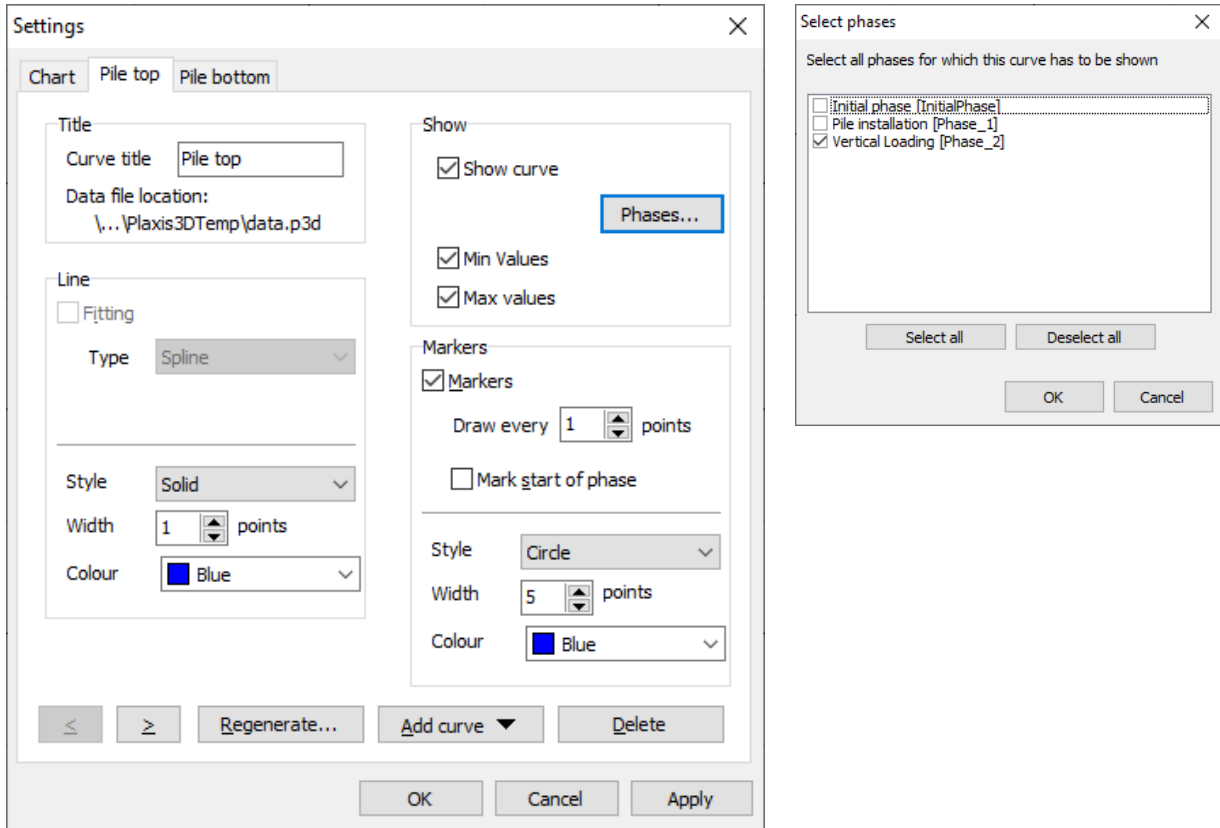 Settings
Chart
Pile top
Pile bottom
Title
Curve title
Pile top
Data file location:
\...\Plaxis3DTemp\data.p3d
Line
Fitting
Type
Spline
Style
Solid
Width
1
points
Colour
Blue
Show
Show curve
Phases...
Min Values
Max values
Markers
Markers
Draw every
1
points
Mark start of phase
Style
Circle
Width
5
points
Colour
Blue
<
>
Regenerate...
Add curve
Delete
OK
Cancel
Apply
Select phases
Select all phases for which this curve has to be shown
Initial phase [InitialPhase]
Pile installation [Phase_1]
Vertical Loading [Phase_2]
Select all
Deselect all
OK
Cancel